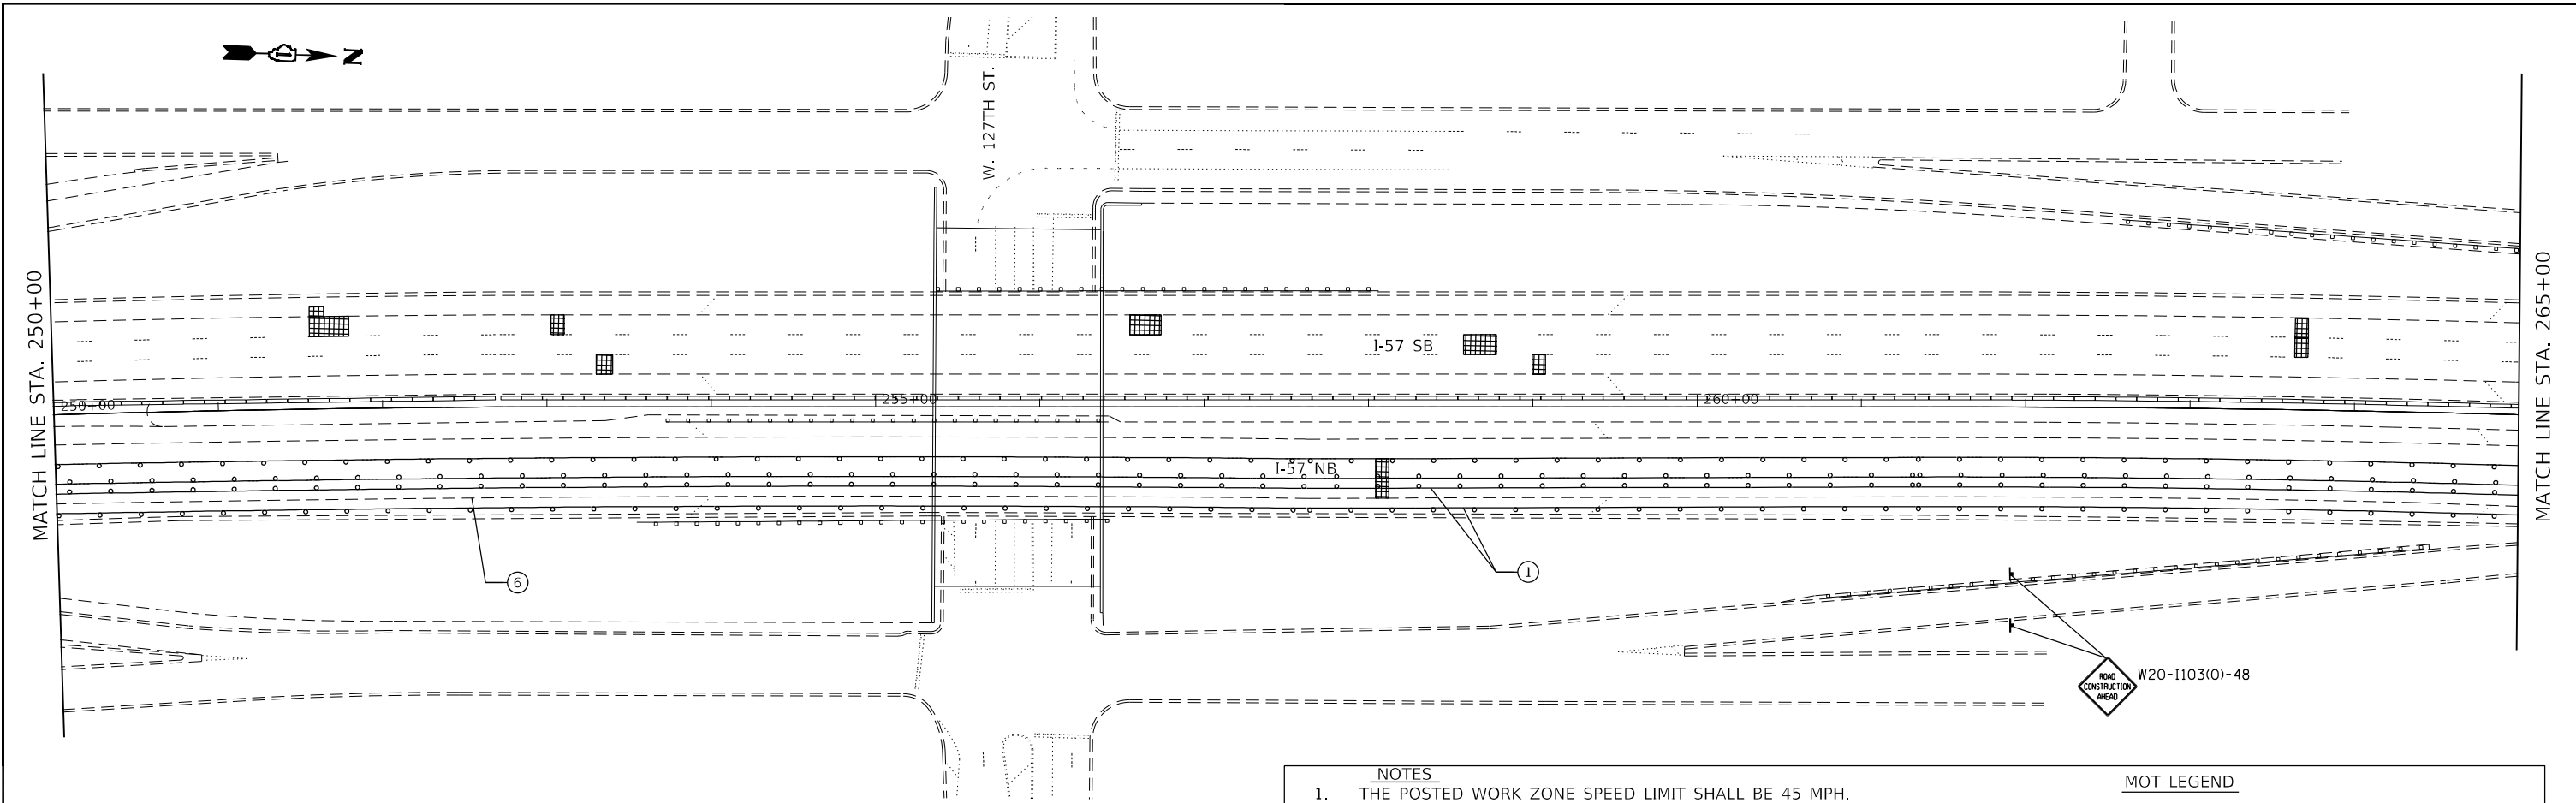 N
W. 127TH ST.
MATCH LINE STA. 250+00
MATCH LINE STA. 265+00
I-57 SB
250+00
255+00
260+00
I-57 NB
6
1
ROAD
CONSTRUCTION
AHEAD
W20-I103(O)-48
NOTES
1. THE POSTED WORK ZONE SPEED LIMIT SHALL BE 45 MPH.
MOT LEGEND